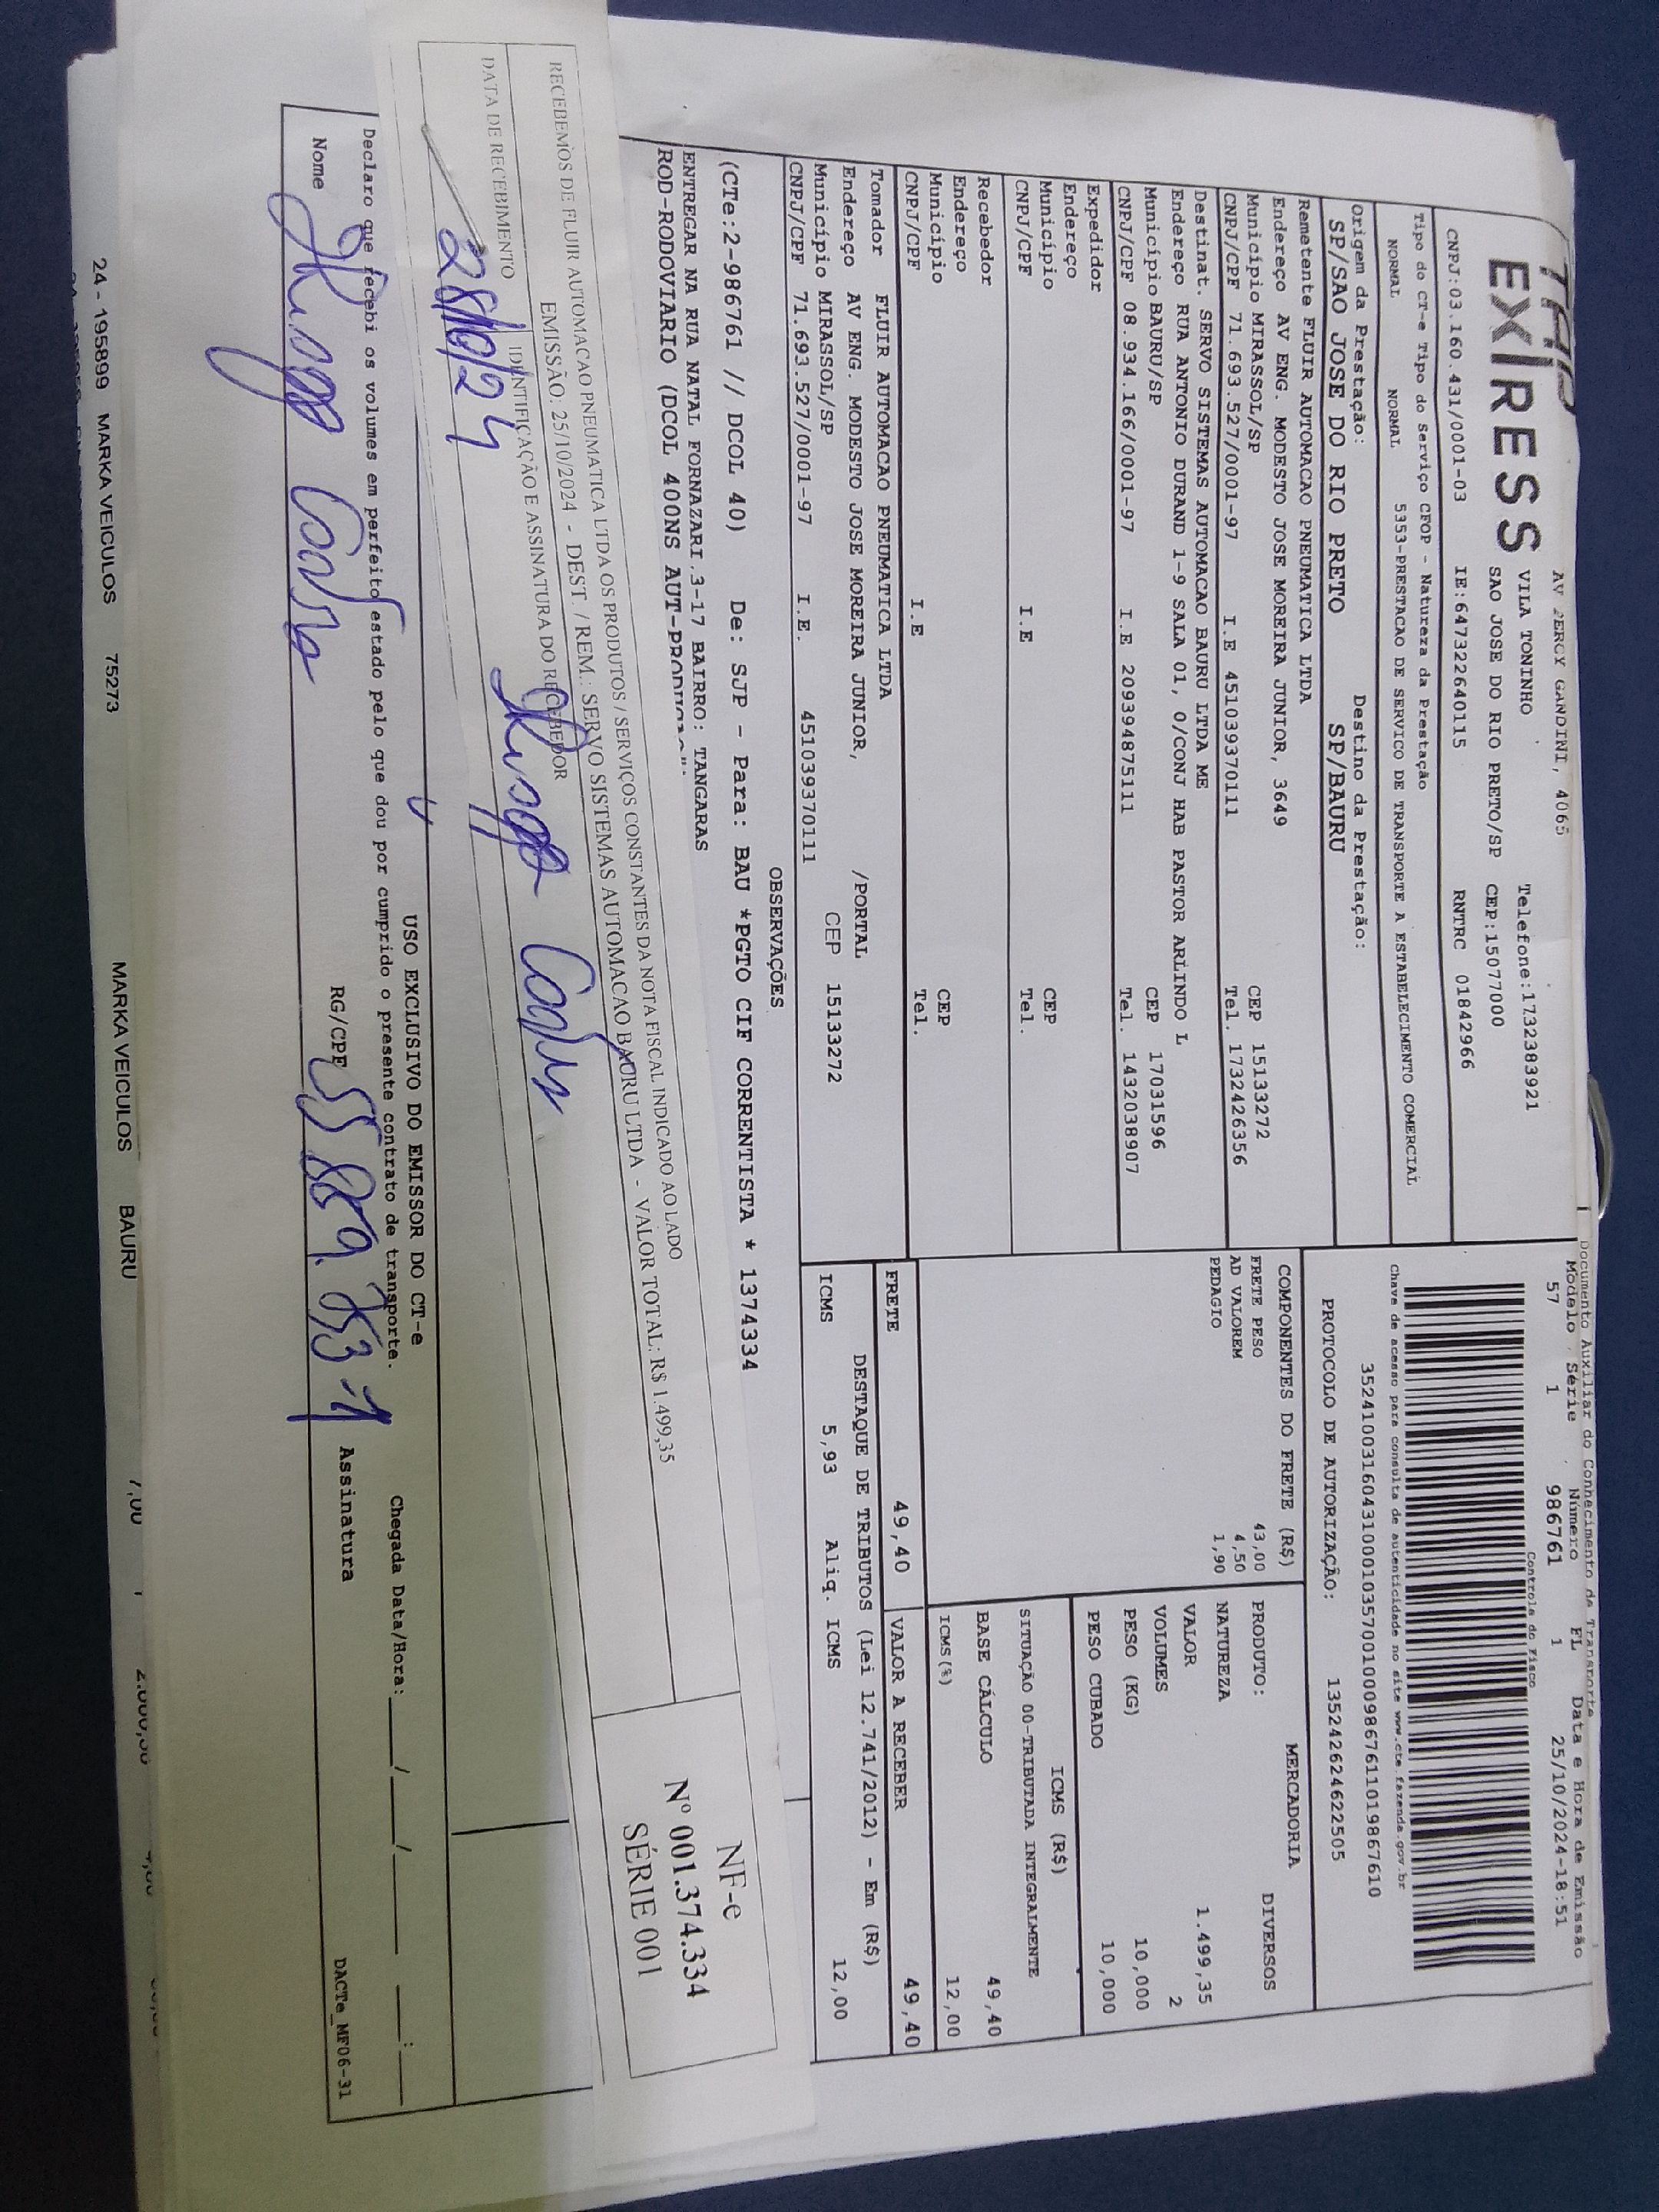 EXPRESS
AV PERCY GANDINI, 4065
VILA TONINHO
Telefone:1732383921
SAO JOSE DO RIO PRETO/SP CEP:15077000
CNPJ:03.160.431/0001-03 IE:647322640115 RNTRC 01842966
Tipo do CT-e Tipo do Serviço CFOP - Natureza da Prestação
NORMAL NORMAL 5353-PRESTACAO DE SERVICO DE TRANSPORTE A ESTABELECIMENTO COMERCIAL
Origem da Prestação: Destino da Prestação:
SP/SAO JOSE DO RIO PRETO SP/BAURU
Documento Auxiliar do Conhecimento de Transporte
Modelo Série Número FL Data e Hora de Emissão
57 1 986761 1 25/10/2024-18:51
Controle do Fisco
Chave de acesso para consulta de autenticidade no site www.cte.fazenda.gov.br
35241003160431000103570010009867611019867610
PROTOCOLO DE AUTORIZAÇÃO: 135242624622505
Remetente FLUIR AUTOMACAO PNEUMATICA LTDA
Endereço AV ENG. MODESTO JOSE MOREIRA JUNIOR, 3649
Município MIRASSOL/SP CEP 15133272
CNPJ/CPF 71.693.527/0001-97 I.E 451039370111 Tel. 1732426356
Destinat. SERVO SISTEMAS AUTOMACAO BAURU LTDA ME
Endereço RUA ANTONIO DURAND 1-9 SALA 01, 0/CONJ HAB PASTOR ARLINDO L
Município BAURU/SP CEP 17031596
CNPJ/CPF 08.934.166/0001-97 I.E 209394875111 Tel. 1432038907
Expedidor
Endereço
Município CEP
CNPJ/CPF I.E Tel.
Recebedor
Endereço
Município CEP
CNPJ/CPF I.E Tel.
Tomador FLUIR AUTOMACAO PNEUMATICA LTDA
Endereço AV ENG. MODESTO JOSE MOREIRA JUNIOR, /PORTAL
Município MIRASSOL/SP CEP 15133272
CNPJ/CPF 71.693.527/0001-97 I.E. 451039370111
COMPONENTES DO FRETE (R$)
FRETE PESO 43,00
AD VALOREM 4,50
PEDAGIO 1,90
MERCADORIA
PRODUTO: DIVERSOS
NATUREZA
VALOR 1.499,35
VOLUMES 2
PESO (KG) 10,000
PESO CUBADO 10,000
ICMS (R$)
SITUAÇÃO 00-TRIBUTADA INTEGRALMENTE
BASE CÁLCULO 49,40
ICMS(%) 12,00
FRETE 49,40 VALOR A RECEBER 49,40
DESTAQUE DE TRIBUTOS (Lei 12.741/2012) - Em (R$)
ICMS 5,93 Aliq. ICMS 12,00
OBSERVAÇÕES
(CTe:2-986761 // DCOL 40) De: SJP - Para: BAU *PGTO CIF CORRENTISTA * 1374334
ENTREGAR NA RUA NATAL FORNAZARI 3-17 BAIRRO: TANGARAS
ROD-RODOVIARIO (DCOL 400NS AUT-
RECEBEMOS DE FLUIR AUTOMACAO PNEUMATICA LTDA OS PRODUTOS / SERVIÇOS CONSTANTES DA NOTA FISCAL INDICADO AO LADO
EMISSÃO: 25/10/2024 - DEST. / REM.: SERVO SISTEMAS AUTOMACAO BAURU LTDA - VALOR TOTAL: R$ 1.499,35
DATA DE RECEBIMENTO IDENTIFICAÇÃO E ASSINATURA DO RECEBEDOR
28/10/24
NF-e
Nº 001.374.334
SÉRIE 001
USO EXCLUSIVO DO EMISSOR DO CT-e
Declaro que recebi os volumes em perfeito estado pelo que dou por cumprido o presente contrato de transporte.
Chegada Data/Hora: / / :
Nome RG/CPF Assinatura
DACTe_MF06-31
24 - 195899 MARKA VEICULOS 75273 MARKA VEICULOS BAURU